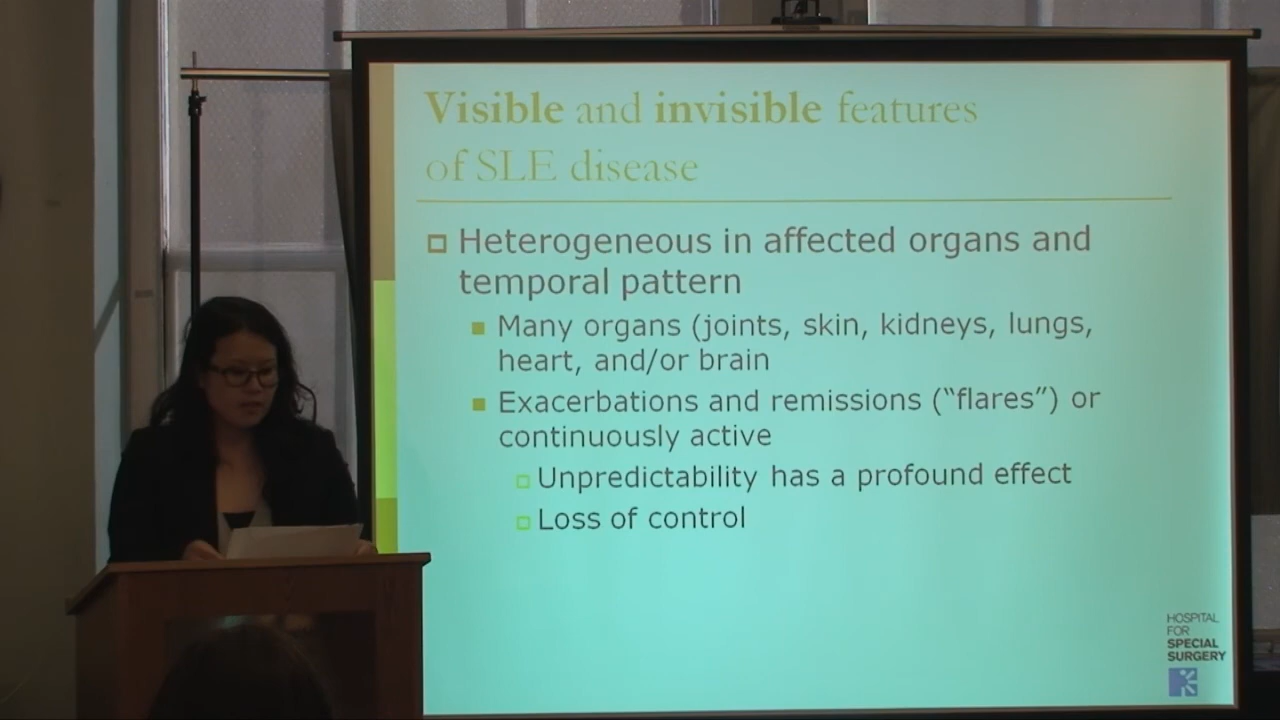 Visible and invisible features
of SLE disease
Heterogeneous in affected organs and
temporal pattern
Many organs (joints, skin, kidneys, lungs,
heart, and/or brain
Exacerbations and remissions (“flares”) or
continuously active
Unpredictability has a profound effect
Loss of control
HOSPITAL
FOR
SPECIAL
SURGERY